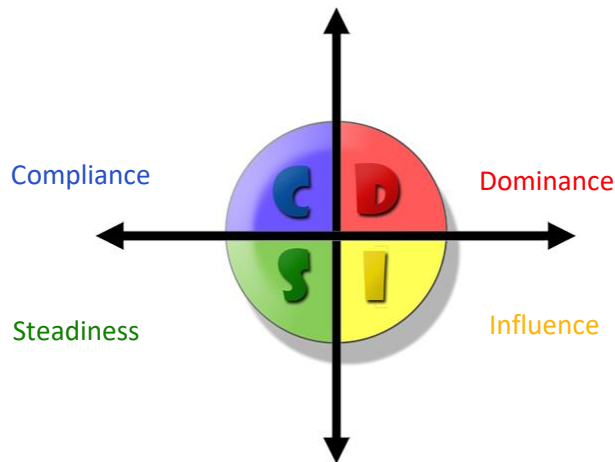 C D
Compliance
Dominance
S I
Steadiness
Influence